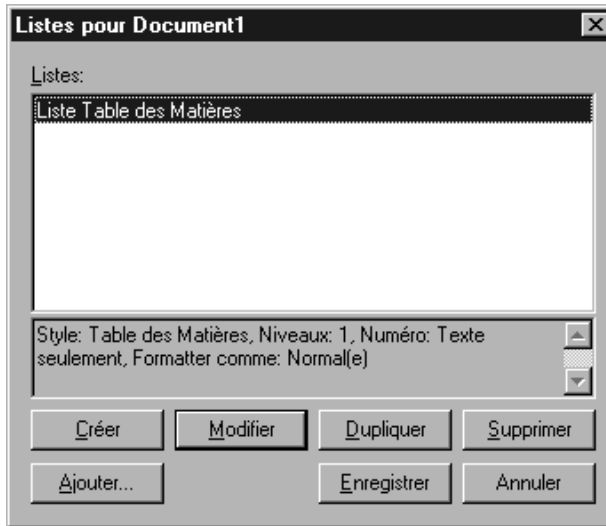 Listes pour Document1
Listes:
Liste Table des Matières
Style: Table des Matières, Niveaux: 1, Numéro: Texte
seulement, Formatter comme: Normal(e)
Créer Modifier Dupliquer Supprimer
Ajouter... Enregistrer Annuler